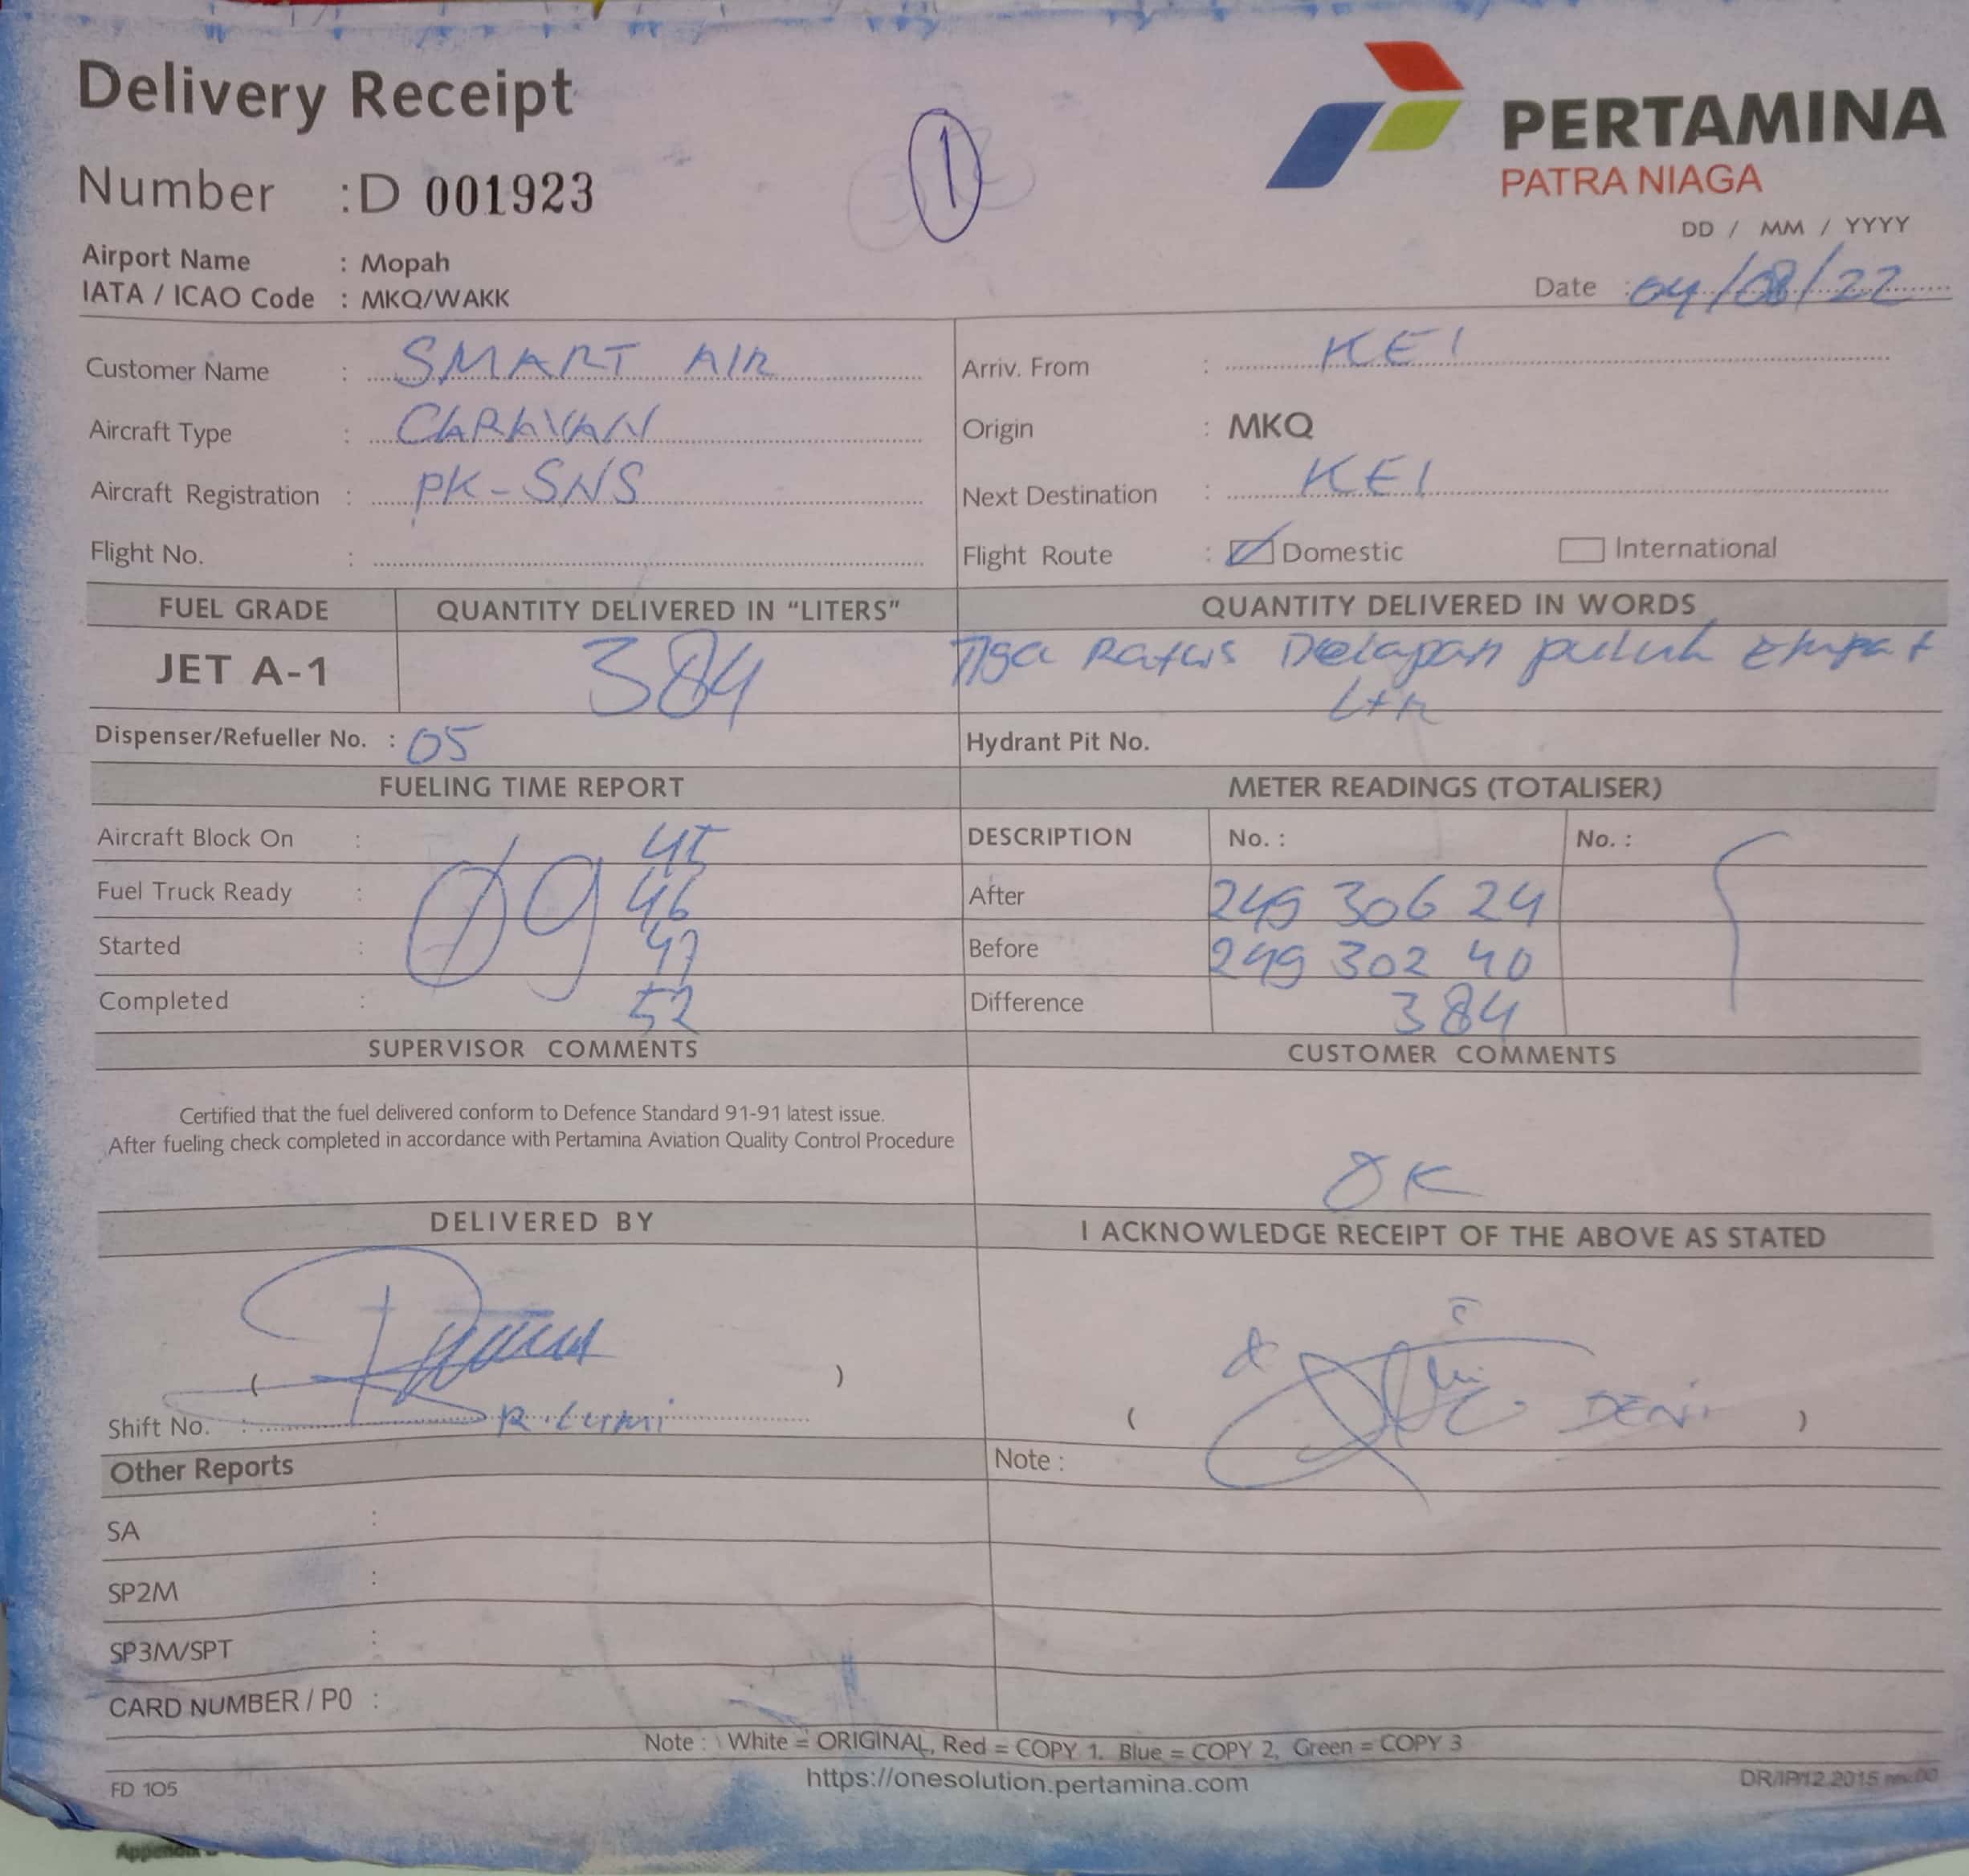 Delivery Receipt
PERTAMINA
PATRA NIAGA
Number : D 001923
1
DD / MM / YYYY
Airport Name : Mopah
IATA / ICAO Code : MKQ/WAKK
Date : 04/08/22
Customer Name : SMART AIR
Arriv. From : KEI
Aircraft Type : CARAVAN
Origin : MKQ
Aircraft Registration : PK-SNS
Next Destination : KEI
Flight No. :
Flight Route : Domestic International
FUEL GRADE QUANTITY DELIVERED IN “LITERS” QUANTITY DELIVERED IN WORDS
JET A-1 384 Tiga Ratus Delapan puluh Empat
Ltr
Dispenser/Refueller No. : 05 Hydrant Pit No.
FUELING TIME REPORT METER READINGS (TOTALISER)
Aircraft Block On : 45 DESCRIPTION No. : No. :
Fuel Truck Ready : 09 46 After 249 306 24
Started : 47 Before 249 302 40
Completed : 52 Difference 384
SUPERVISOR COMMENTS CUSTOMER COMMENTS
Certified that the fuel delivered conform to Defence Standard 91-91 latest issue.
After fueling check completed in accordance with Pertamina Aviation Quality Control Procedure
OK
DELIVERED BY I ACKNOWLEDGE RECEIPT OF THE ABOVE AS STATED
( ) ( DENI )
Shift No. :
Other Reports Note :
SA :
SP2M :
SP3M/SPT :
CARD NUMBER / P0 :
Note : White = ORIGINAL, Red = COPY 1. Blue = COPY 2, Green = COPY 3
FD 105 https://onesolution.pertamina.com DR/IP/12.2015 rev.00